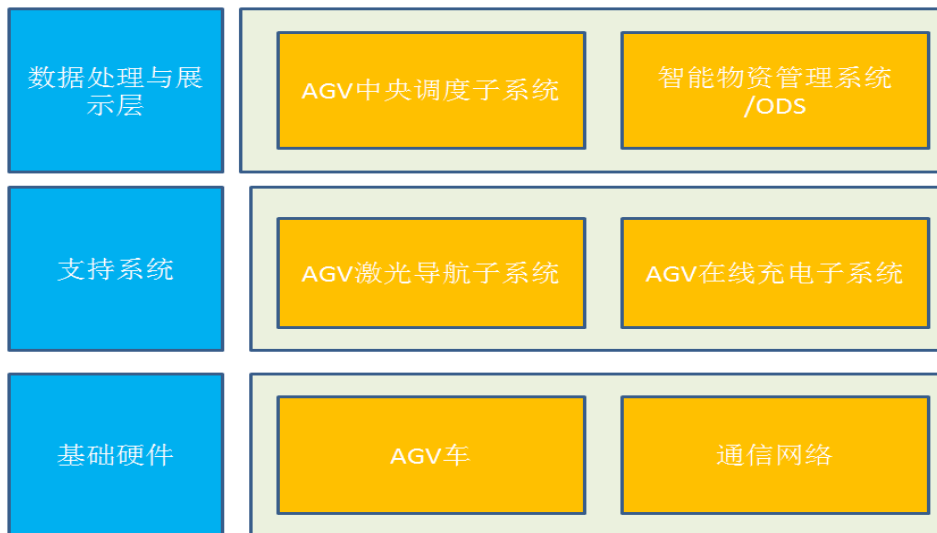 数据处理与展
示层
AGV中央调度子系统
智能物资管理系统
/ODS
支持系统
AGV激光导航子系统
AGV在线充电子系统
基础硬件
AGV车
通信网络